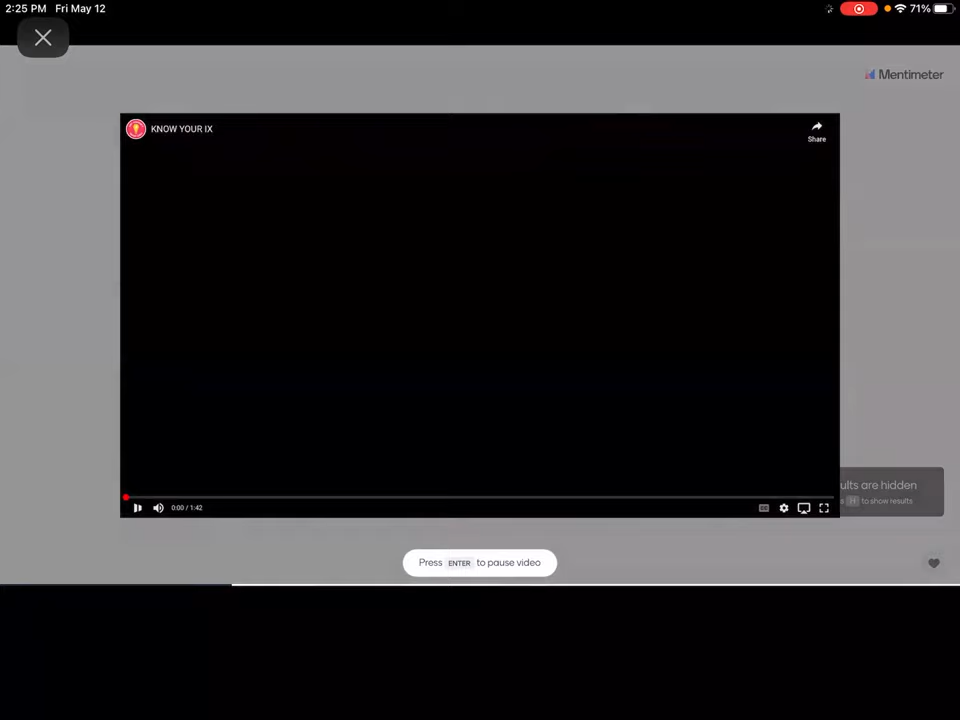 2:25 PM Fri May 12
71%
Mentimeter
KNOW YOUR IX
Share
ults are hidden
to show results
0:00 / 1:42
Press ENTER to pause video